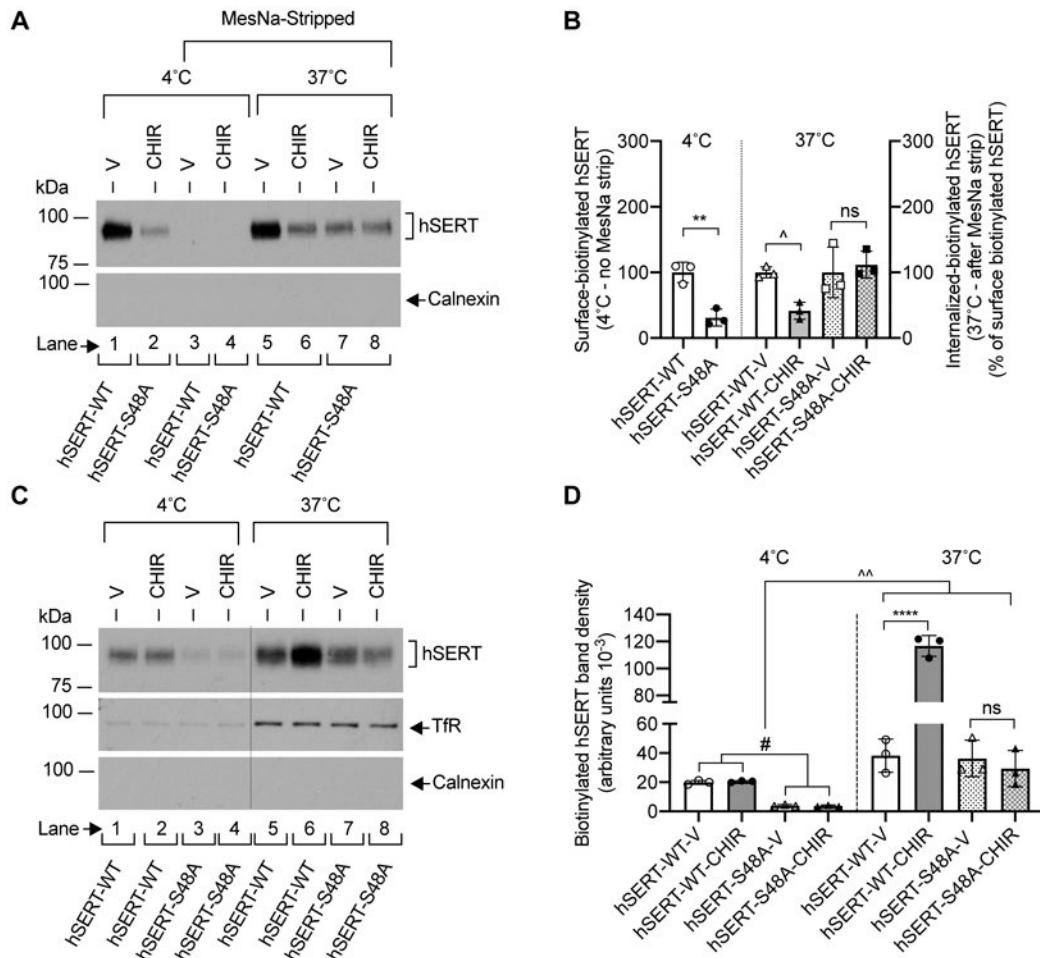 A
MesNa-Stripped
4˚C
37˚C
V
CHIR
V
CHIR
V
CHIR
kDa
100
hSERT
75
100
Calnexin
Lane
1
2
3
4
5
6
7
8
hSERT-WT
hSERT-S48A
hSERT-WT
hSERT-S48A
hSERT-WT
hSERT-S48A
B
Surface-biotinylated hSERT
(4˚C - no MesNa strip)
300
200
100
0
4˚C
37˚C
**
^
ns
300
200
100
0
Internalized-biotinylated hSERT
(37˚C - after MesNa strip)
(% of surface biotinylated hSERT)
hSERT-WT
hSERT-S48A
hSERT-WT-V
hSERT-WT-CHIR
hSERT-S48A-V
hSERT-S48A-CHIR
C
4˚C
37˚C
V
CHIR
V
CHIR
V
CHIR
V
CHIR
kDa
100
hSERT
75
100
TfR
100
Calnexin
Lane
1
2
3
4
5
6
7
8
hSERT-WT
hSERT-WT
hSERT-S48A
hSERT-S48A
hSERT-WT
hSERT-WT
hSERT-S48A
hSERT-S48A
D
4˚C
37˚C
^^
****
#
ns
Biotinylated hSERT band density
(arbitrary units 10-3)
140
120
100
80
60
60
40
20
0
hSERT-WT-V
hSERT-WT-CHIR
hSERT-S48A-V
hSERT-S48A-CHIR
hSERT-WT-V
hSERT-WT-CHIR
hSERT-S48A-V
hSERT-S48A-CHIR